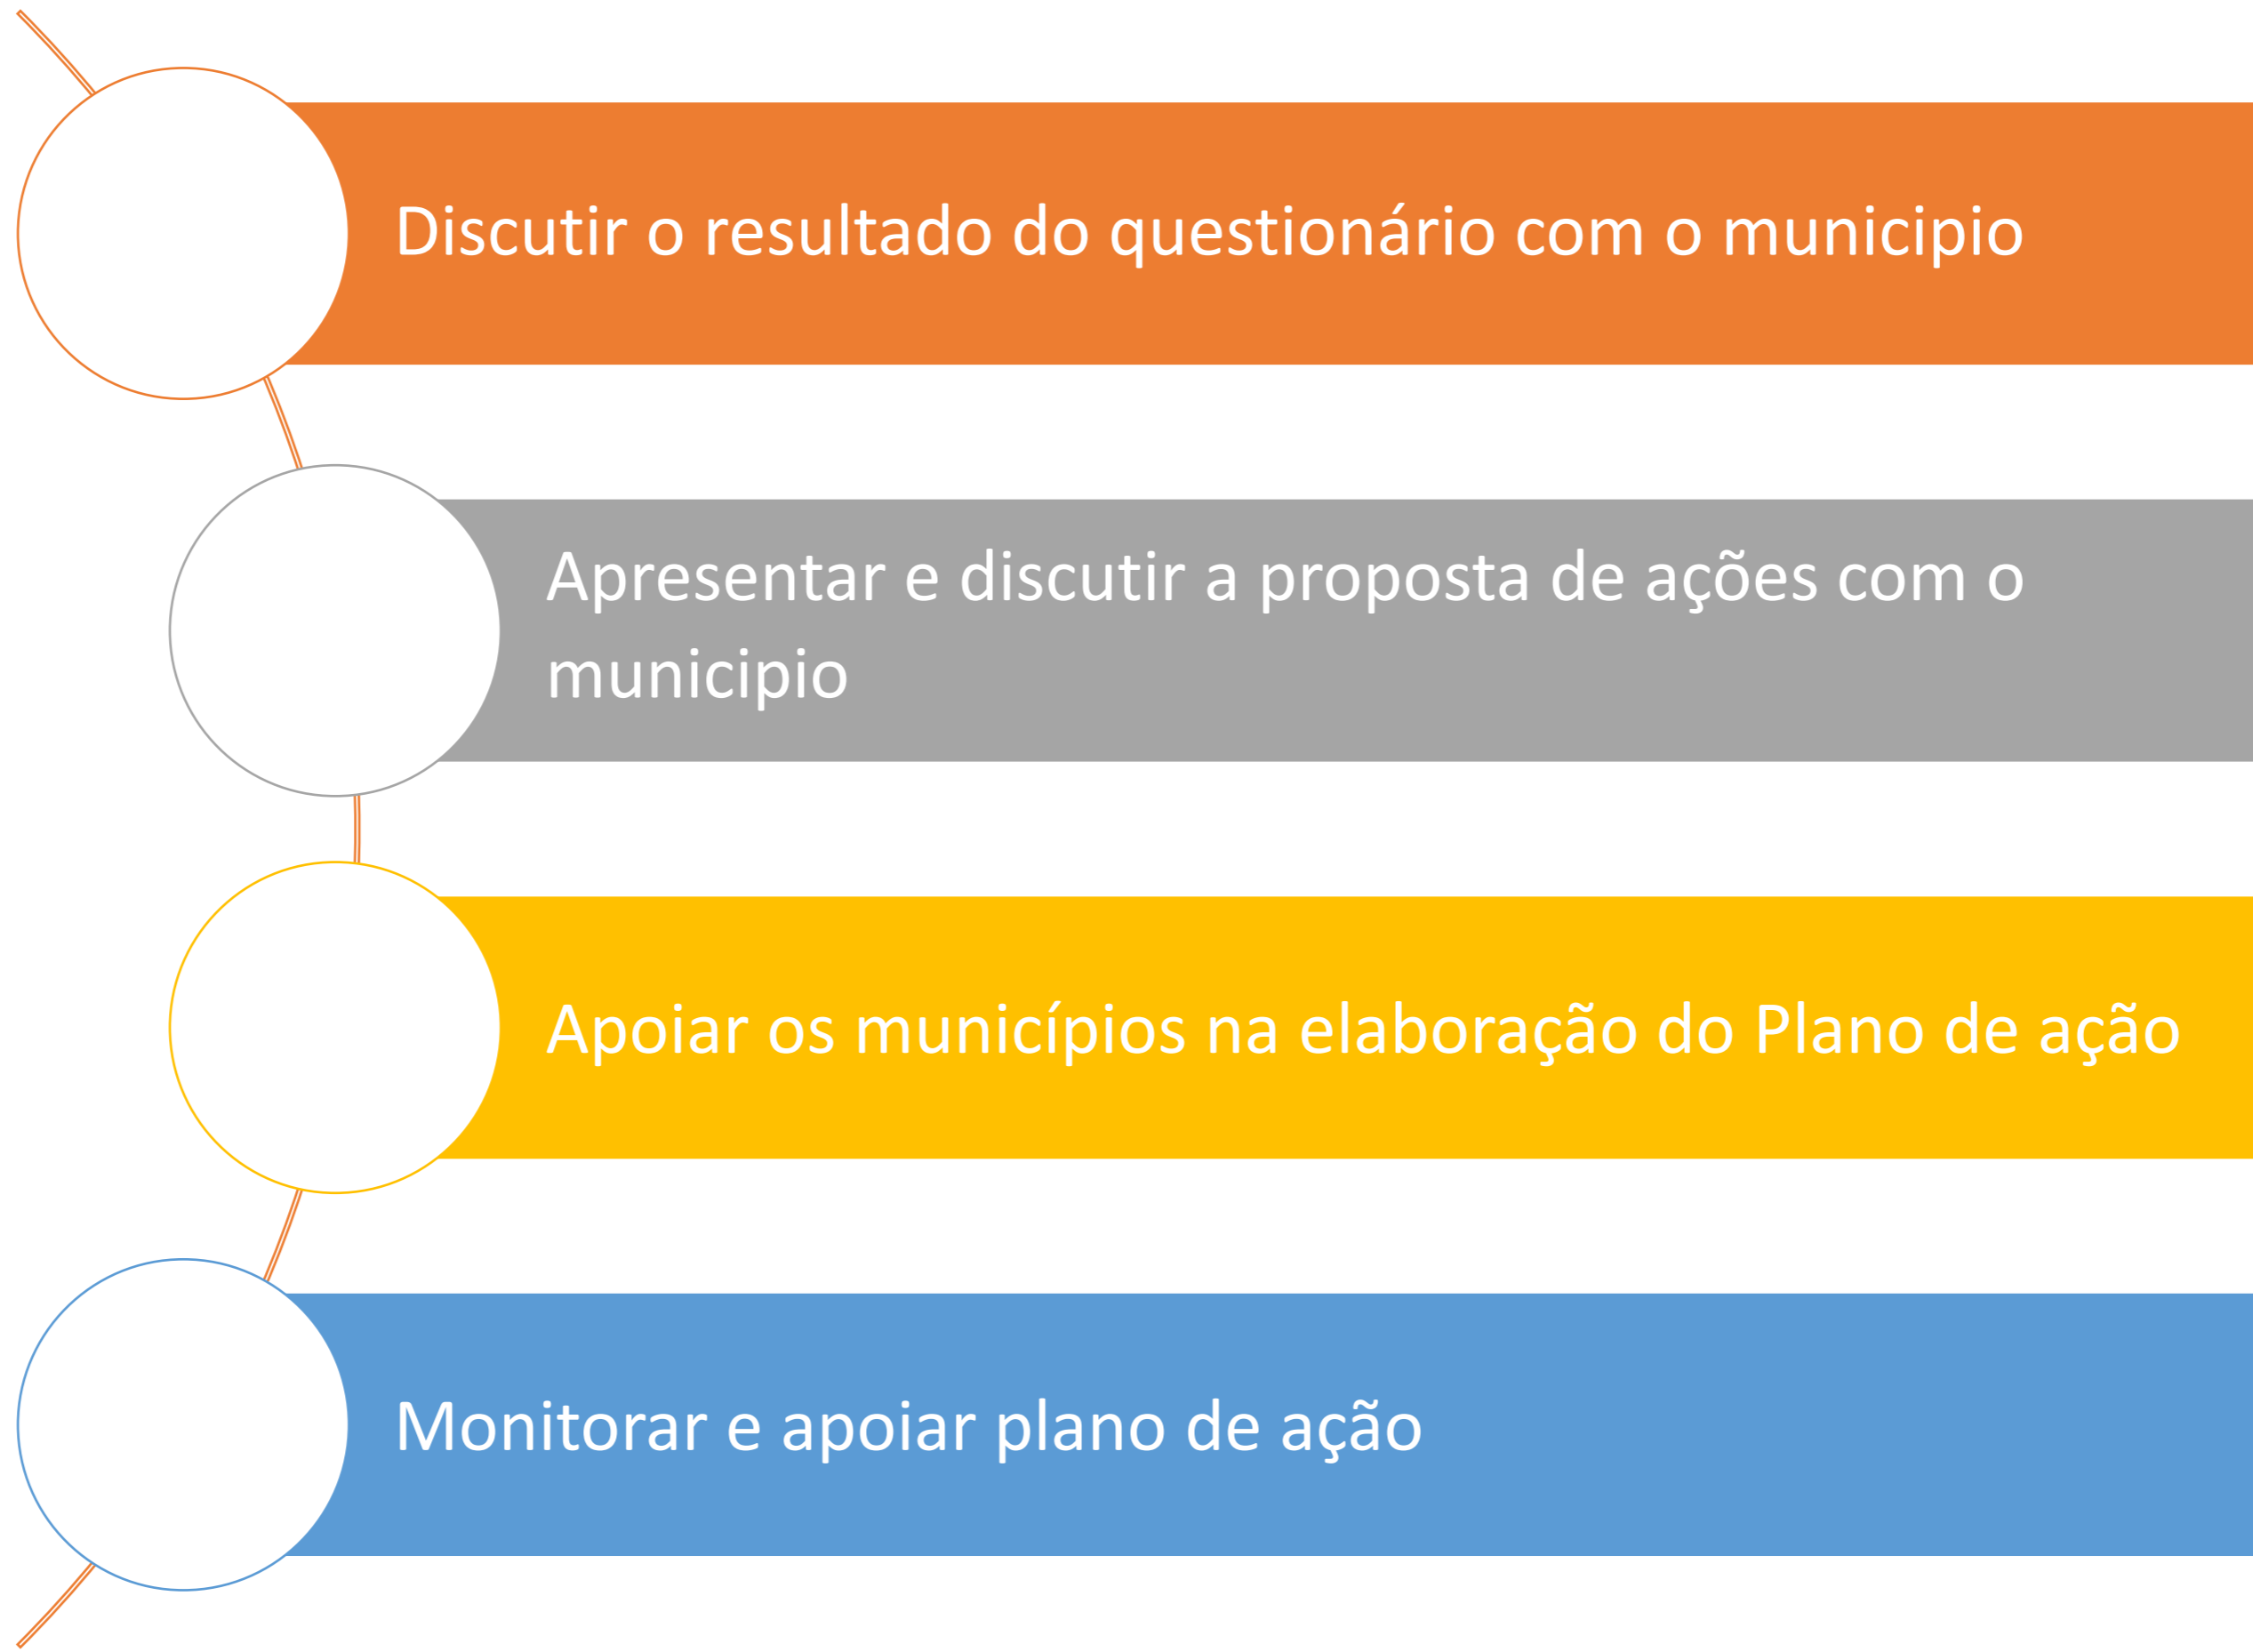 Discutir o resultado do questionário com o municipio
Apresentar e discutir a proposta de ações com o
municipio
Apoiar os municípios na elaboração do Plano de ação
Monitorar e apoiar plano de ação